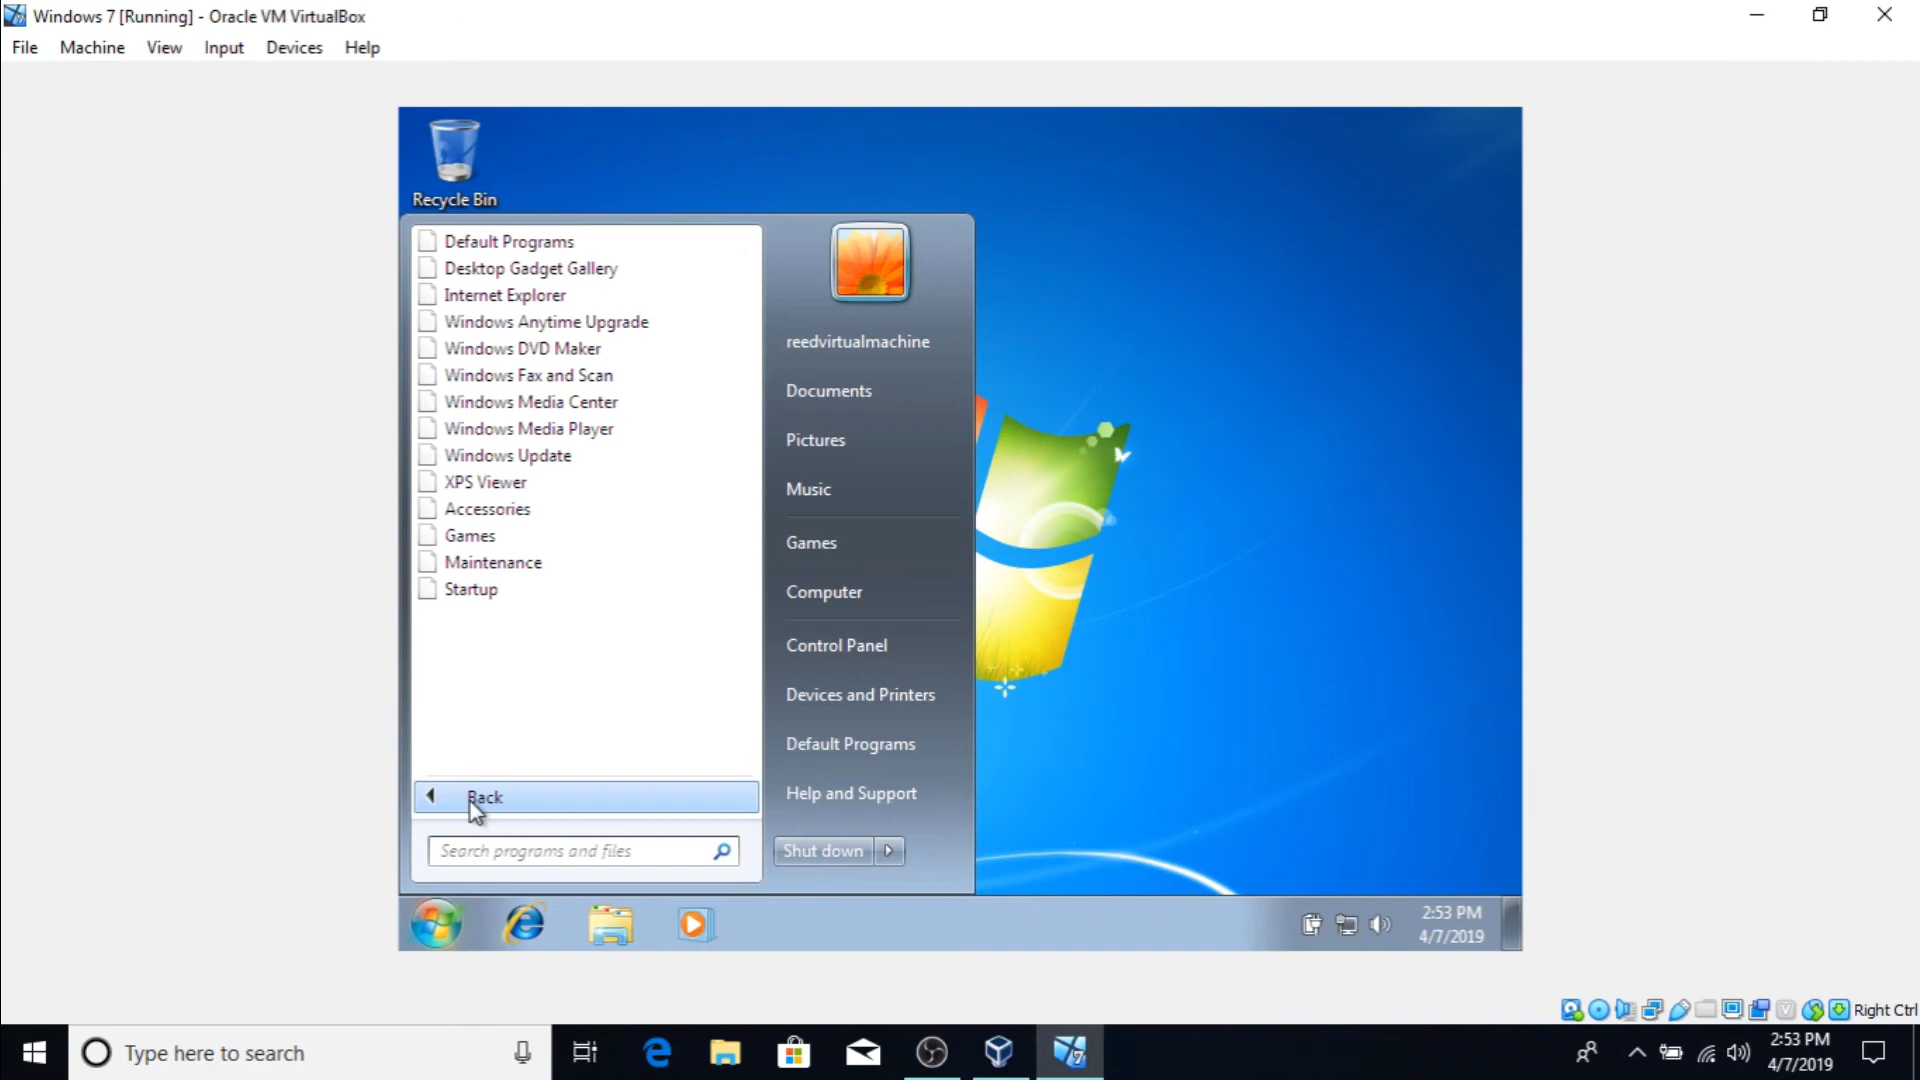 Windows 7 [Running] - Oracle VM VirtualBox
File Machine View Input Devices Help
Recycle Bin
Default Programs
Desktop Gadget Gallery
Internet Explorer
Windows Anytime Upgrade
Windows DVD Maker
Windows Fax and Scan
Windows Media Center
Windows Media Player
Windows Update
XPS Viewer
Accessories
Games
Maintenance
Startup
Back
Search programs and files
reedvirtualmachine
Documents
Pictures
Music
Games
Computer
Control Panel
Devices and Printers
Default Programs
Help and Support
Shut down
2:53 PM
4/7/2019
Right Ctrl
Type here to search
2:53 PM
4/7/2019